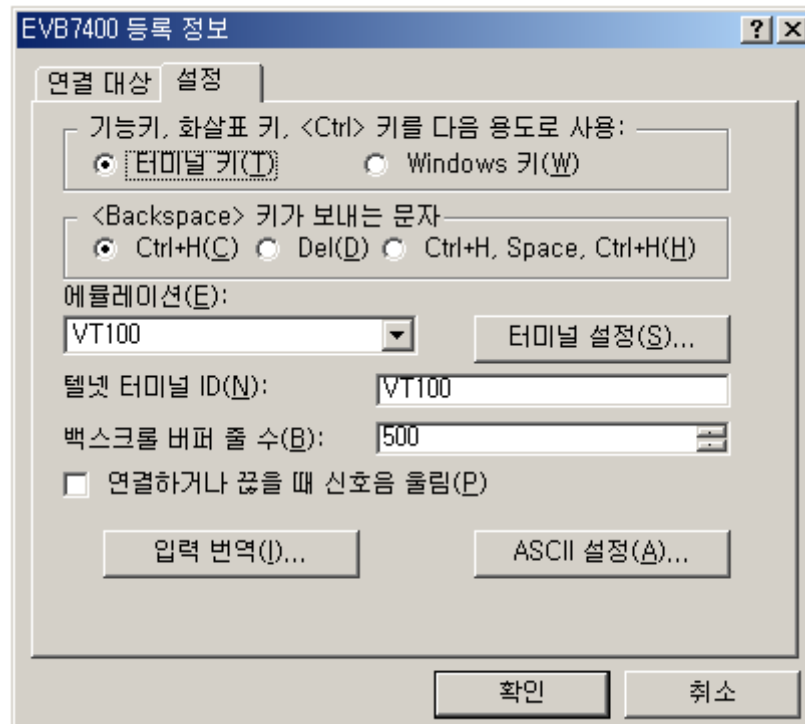 EVB7400 등록 정보
연결 대상 설정
기능키, 화살표 키, <Ctrl> 키를 다음 용도로 사용:
터미널 키(T) Windows 키(W)
<Backspace> 키가 보내는 문자
Ctrl+H(C) Del(D) Ctrl+H, Space, Ctrl+H(H)
에뮬레이션(E):
VT100 터미널 설정(S)...
텔넷 터미널 ID(N): VT100
백스크롤 버퍼 줄 수(B): 500
연결하거나 끊을 때 신호음 울림(P)
입력 번역(I)... ASCII 설정(A)...
확인 취소